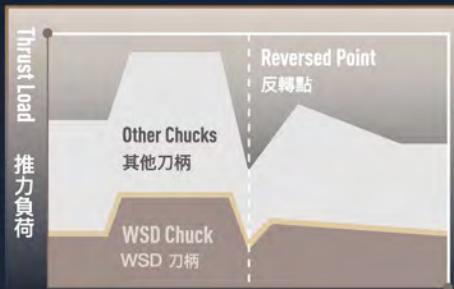 Thrust Load
推力負荷
Reversed Point
反轉點
Other Chucks
其他刀柄
WSD Chuck
WSD 刀柄